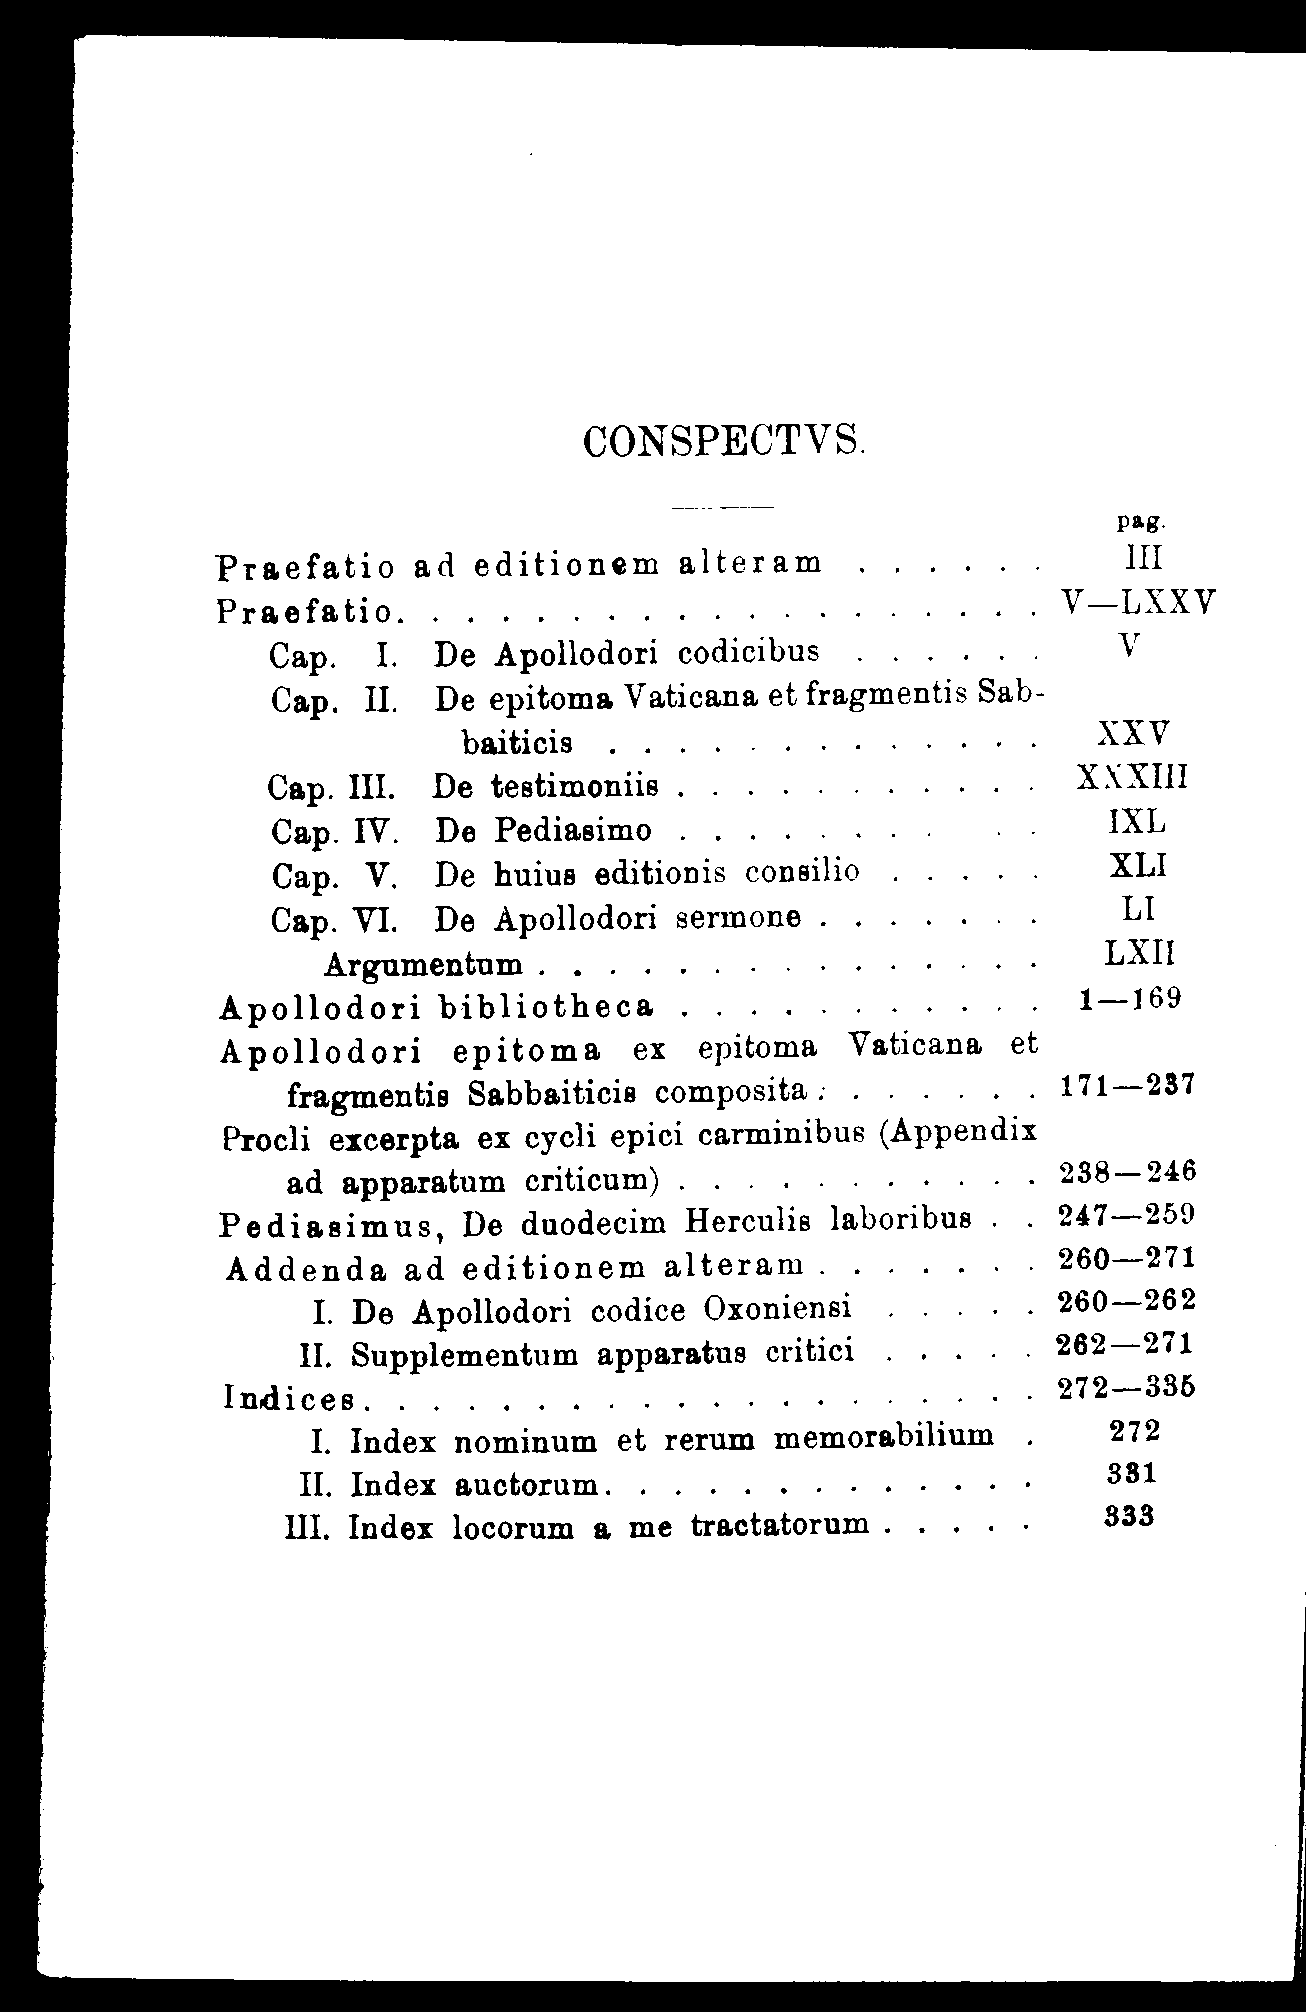 CONSPECTVS.
pag.
Praefatio ad editionem alteram . . . . . . III
Praefatio. . . . . . . . . . . . . . . . . . . V—LXXV
Cap. I. De Apollodori codicibus . . . . . . V
Cap. II. De epitoma Vaticana et fragmentis Sab-
baiticis . . . . . . . . . . . . . XXV
Cap. III. De testimoniis . . . . . . . . . . . XXXIII
Cap. IV. De Pediasimo . . . . . . . . . . IXL
Cap. V. De huius editionis consilio . . . . . XLI
Cap. VI. De Apollodori sermone . . . . . . . LI
Argumentum . . . . . . . . . . . . . . . LXII
Apollodori bibliotheca . . . . . . . . . . . 1—169
Apollodori epitoma ex epitoma Vaticana et
fragmentis Sabbaiticis composita . . . . . . . 171—237
Procli excerpta ex cycli epici carminibus (Appendix
ad apparatum criticum) . . . . . . . . . . . 238—246
Pediasimus, De duodecim Herculis laboribus . . 247—259
Addenda ad editionem alteram . . . . . . . 260—271
I. De Apollodori codice Oxoniensi . . . . . 260—262
II. Supplementum apparatus critici . . . . . 262—271
Indices. . . . . . . . . . . . . . . . . . . . 272—335
I. Index nominum et rerum memorabilium . 272
II. Index auctorum. . . . . . . . . . . . . 331
III. Index locorum a me tractatorum . . . . . 333